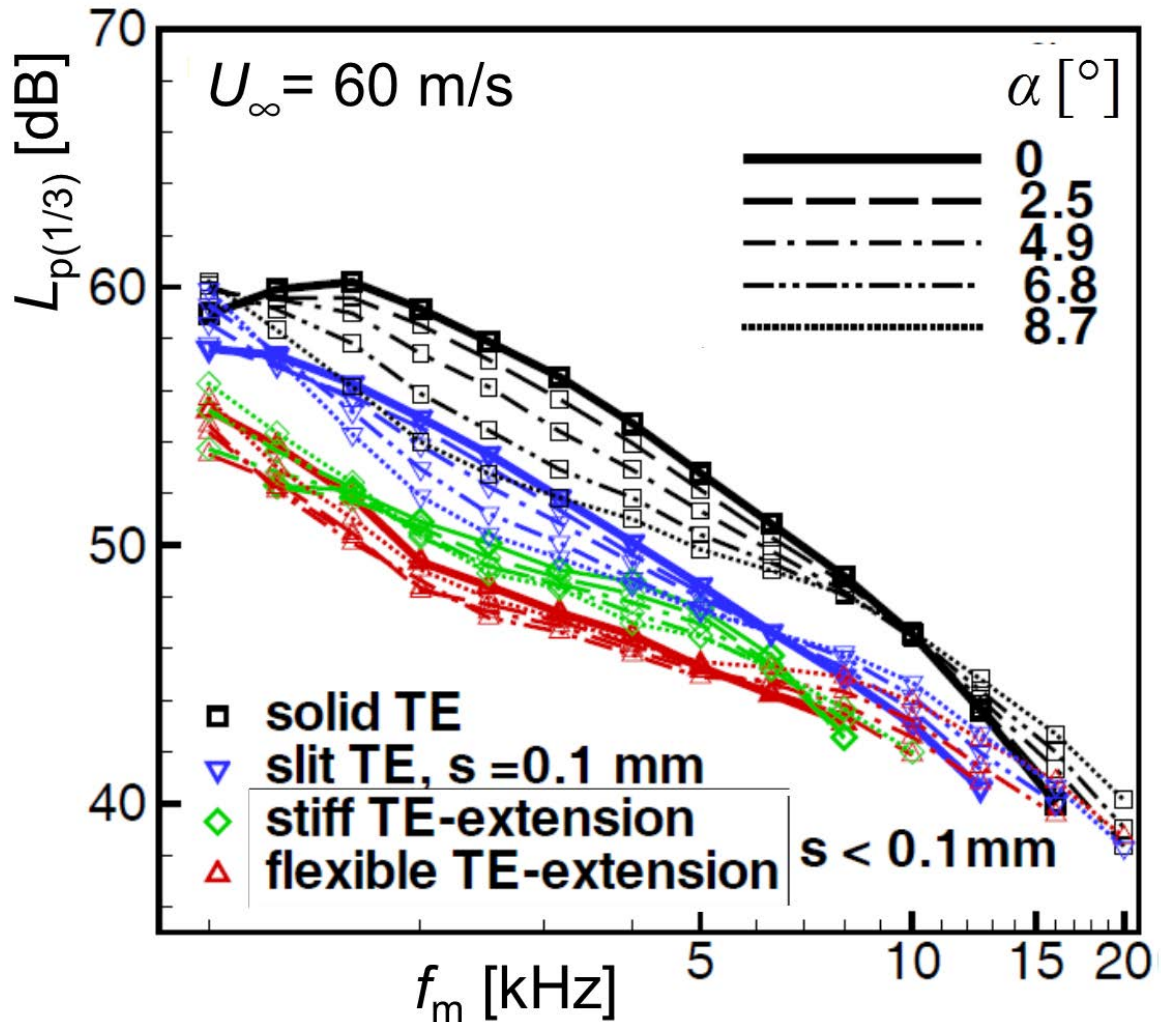 70
60
50
40
L_p(1/3) [dB]
U_∞= 60 m/s
α [°]
0
2.5
4.9
6.8
8.7
solid TE
slit TE, s =0.1 mm
stiff TE-extension
flexible TE-extension
s < 0.1mm
5 10 15 20
f_m [kHz]